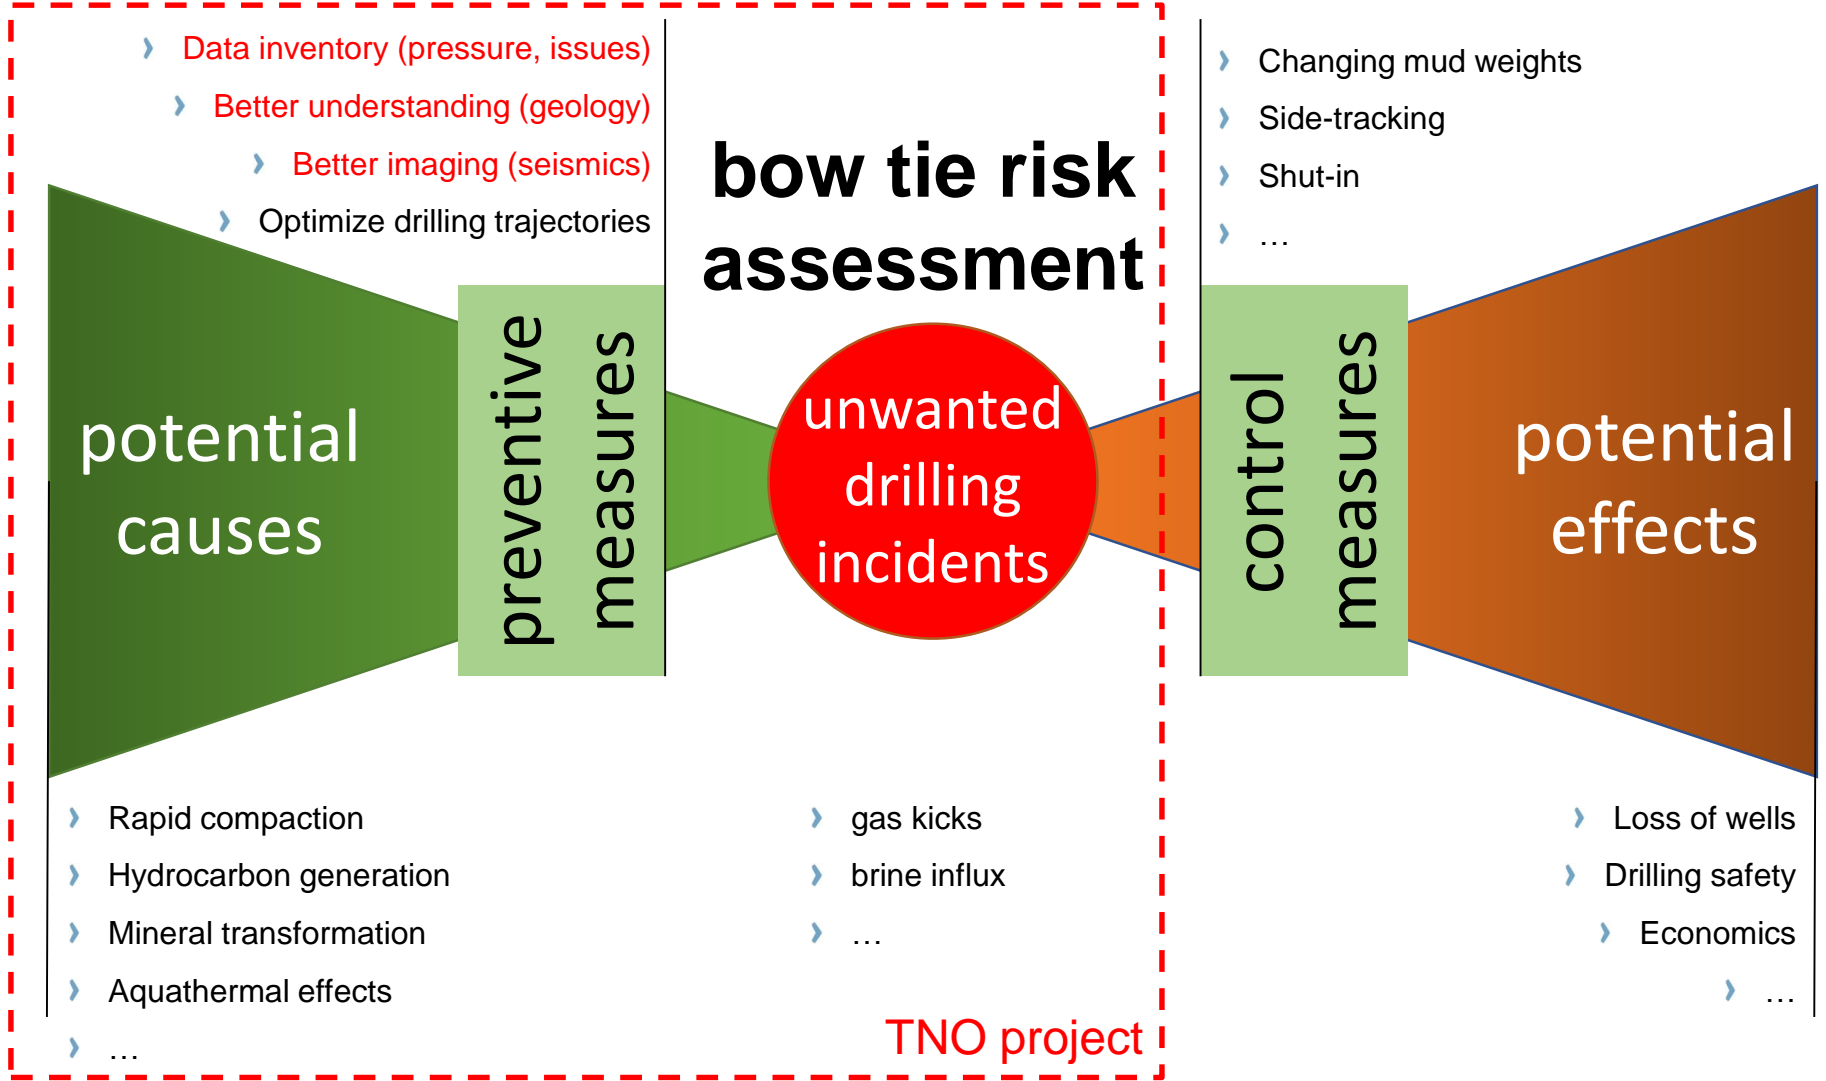 Data inventory (pressure, issues)
Better understanding (geology)
Better imaging (seismics)
Optimize drilling trajectories
bow tie risk
assessment
Changing mud weights
Side-tracking
Shut-in
…
potential
causes
preventive
measures
unwanted
drilling
incidents
control
measures
potential
effects
Rapid compaction
Hydrocarbon generation
Mineral transformation
Aquathermal effects
…
gas kicks
brine influx
…
Loss of wells
Drilling safety
Economics
…
TNO project